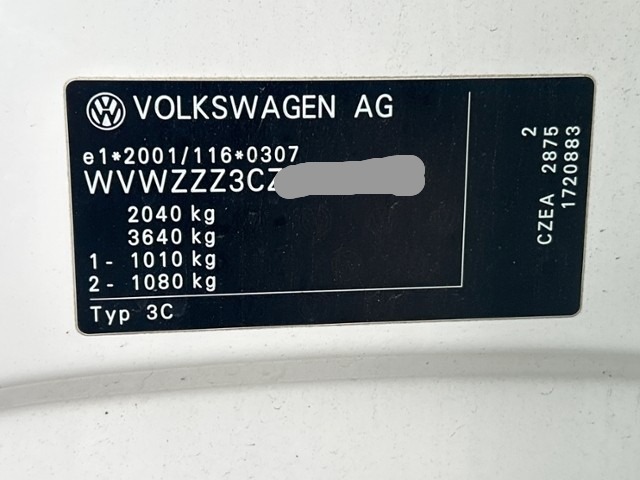 VOLKSWAGEN AG
e1*2001/116*0307
WVWZZZ3CZ
2040 kg
3640 kg
1 - 1010 kg
2 - 1080 kg
Typ 3C
2
CZEA 2875
1720883